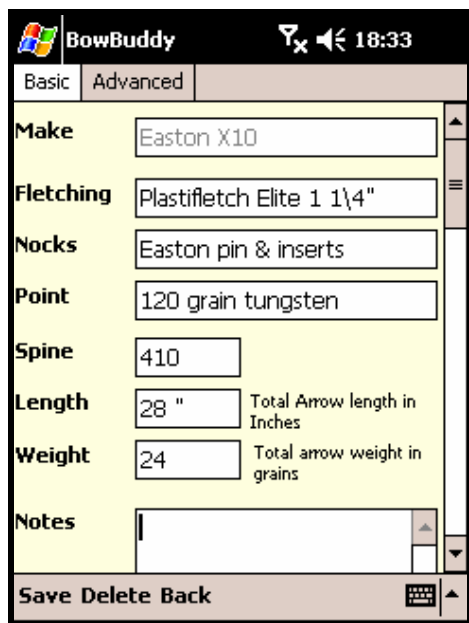 BowBuddy 18:33
Basic Advanced
Make Easton X10
Fletching Plastifletch Elite 1 1\4"
Nocks Easton pin & inserts
Point 120 grain tungsten
Spine 410
Length 28 " Total Arrow length in
Inches
Weight 24 Total arrow weight in
grains
Notes
Save Delete Back